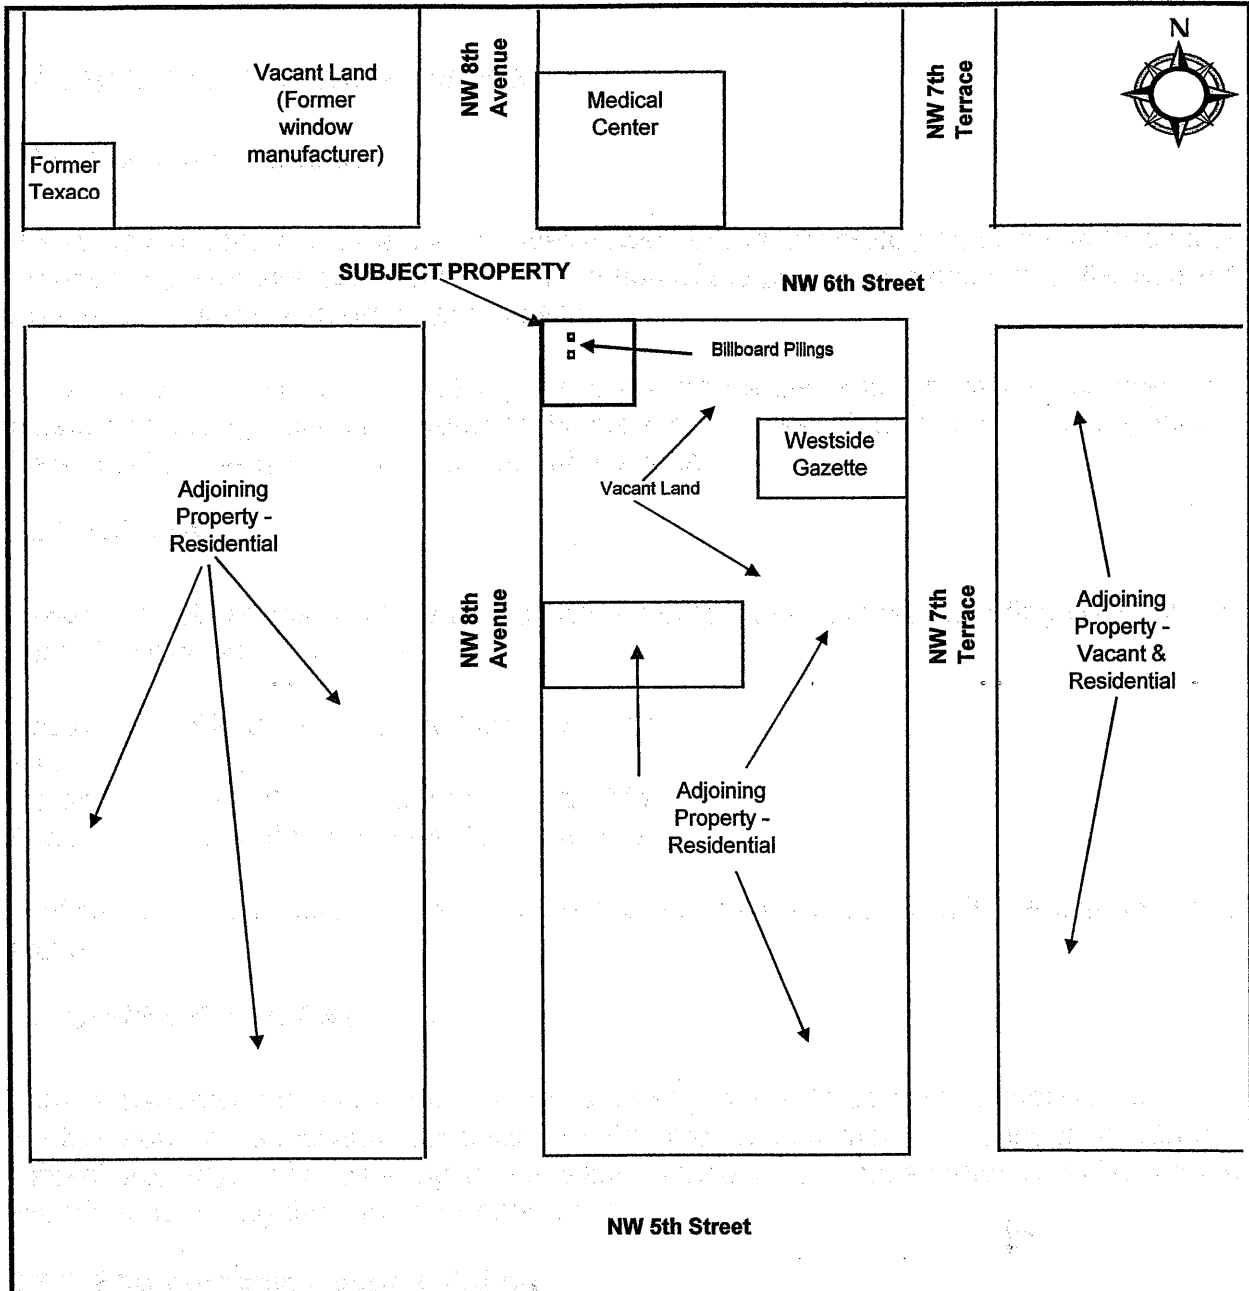 N
Vacant Land
(Former
window
manufacturer)
NW 8th
Avenue
Medical
Center
NW 7th
Terrace
Former
Texaco
SUBJECT PROPERTY
NW 6th Street
Billboard Pilings
Westside
Gazette
Vacant Land
Adjoining
Property -
Residential
NW 8th
Avenue
NW 7th
Terrace
Adjoining
Property -
Vacant &
Residential
Adjoining
Property -
Residential
NW 5th Street